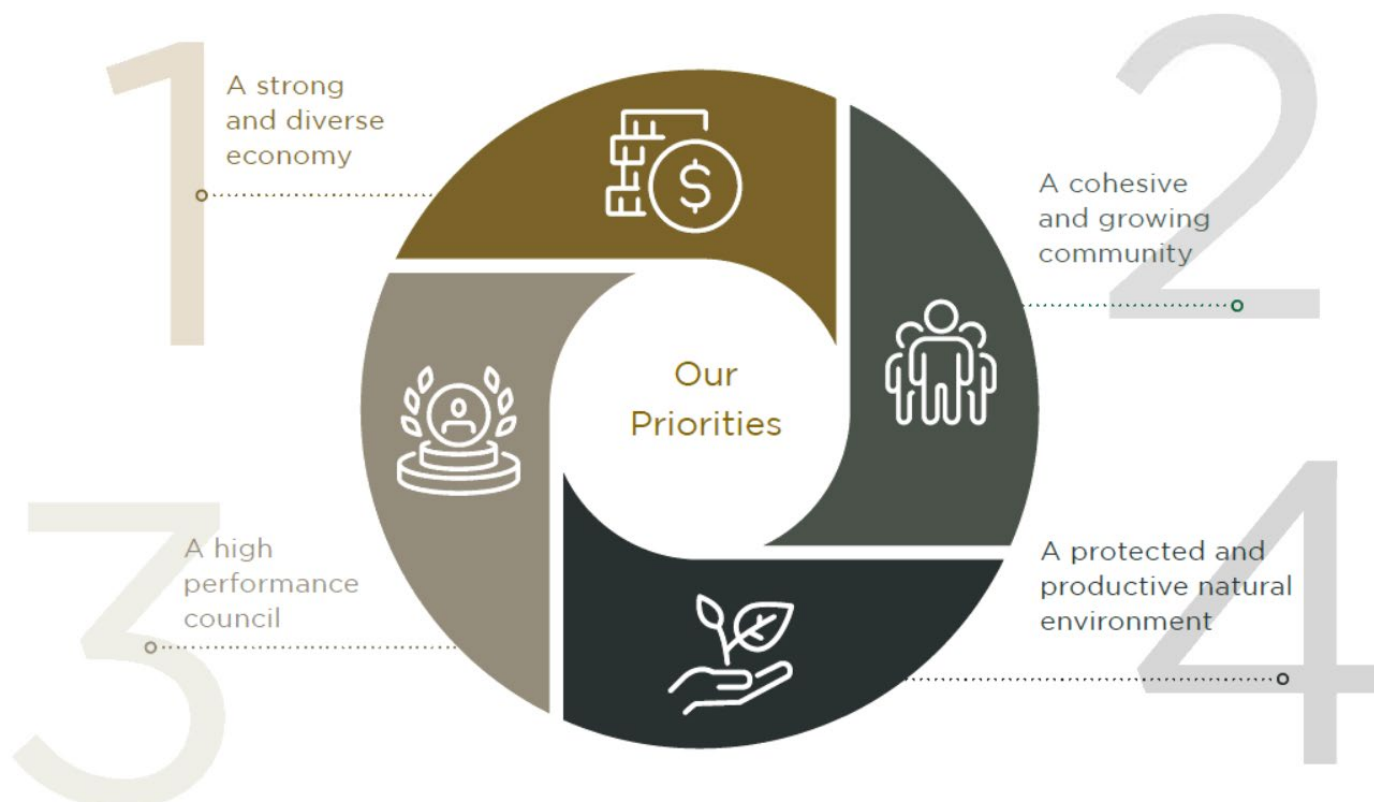 1
A strong
and diverse
economy
2
A cohesive
and growing
community
Our
Priorities
$
3
A high
performance
council
4
A protected and
productive natural
environment